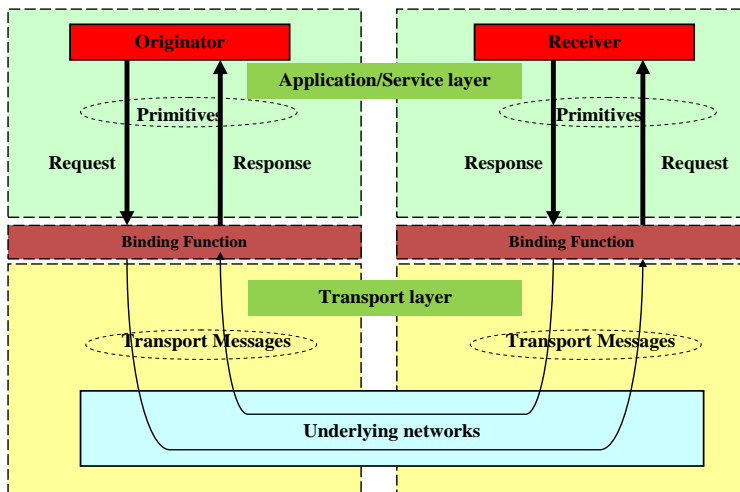 Originator
Receiver
Application/Service layer
Primitives
Primitives
Request
Response
Response
Request
Binding Function
Binding Function
Transport layer
Transport Messages
Transport Messages
Underlying networks